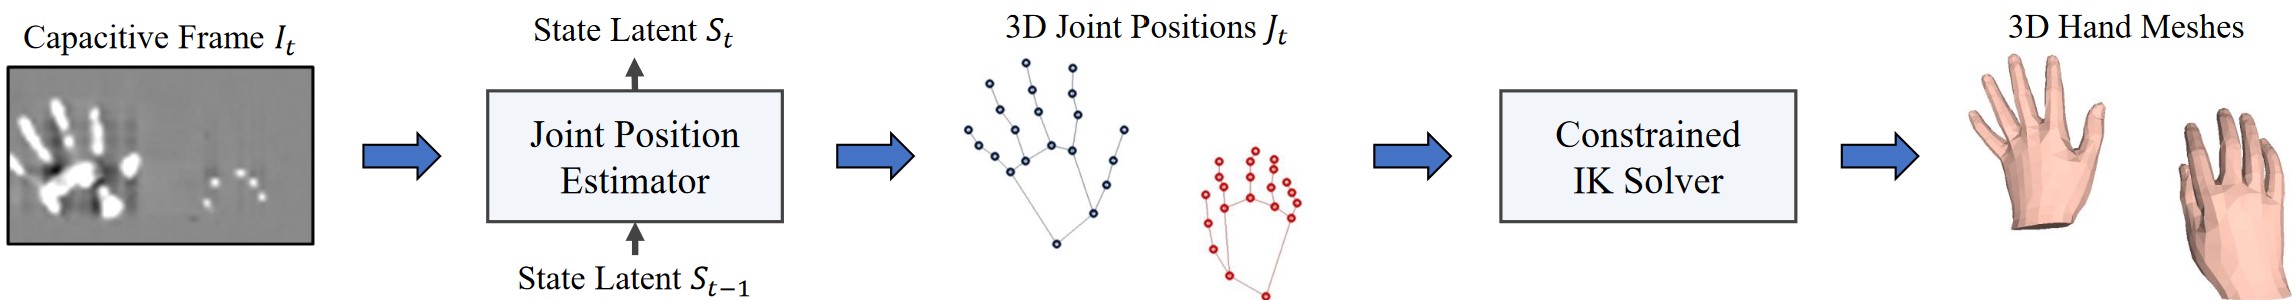 Capacitive Frame I_t
State Latent S_t
Joint Position
Estimator
State Latent S_{t−1}
3D Joint Positions J_t
Constrained
IK Solver
3D Hand Meshes